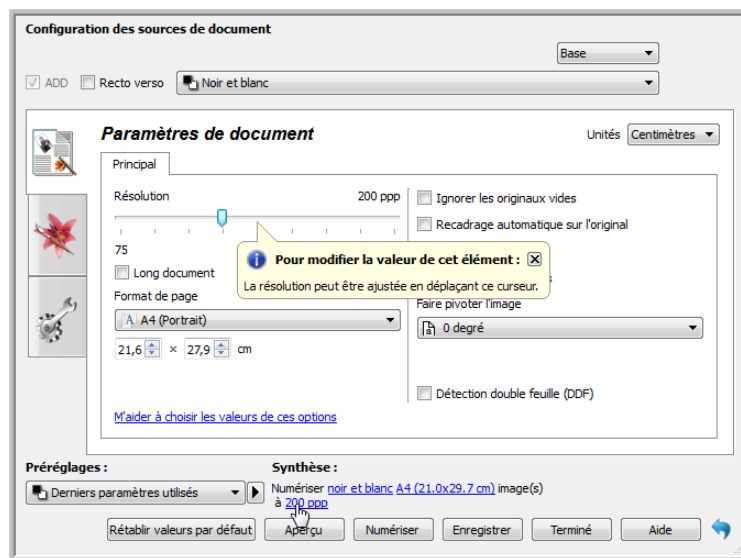 Configuration des sources de document
Base
ADD Recto verso Noir et blanc
Paramètres de document
Unités Centimètres
Principal
Résolution 200 ppp
75
Long document
Format de page
A A4 (Portrait)
21,6 × 27,9 cm
M'aider à choisir les valeurs de ces options
Ignorer les originaux vides
Recadrage automatique sur l'original
Pour modifier la valeur de cet élément :
La résolution peut être ajustée en déplaçant ce curseur.
Faire pivoter l'image
a 0 degré
Détection double feuille (DDF)
Préréglages :
Derniers paramètres utilisés
Synthèse :
Numériser noir et blanc A4 (21.0x29.7 cm) image(s)
à 200 ppp
Rétablir valeurs par défaut Aperçu Numériser Enregistrer Terminé Aide